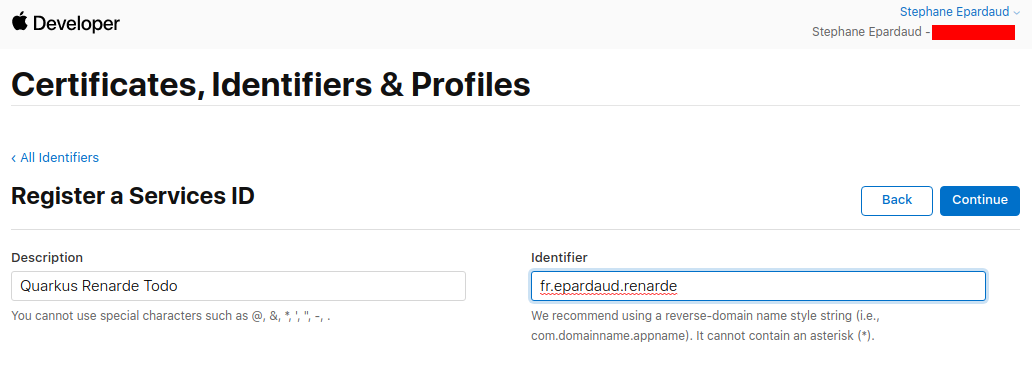 Developer
Stephane Epardaud
Stephane Epardaud -
Certificates, Identifiers & Profiles
‹ All Identifiers
Register a Services ID
Back
Continue
Description
Identifier
Quarkus Renarde Todo
fr.epardaud.renarde
You cannot use special characters such as @, &, *, ', ", -, .
We recommend using a reverse-domain name style string (i.e.,
com.domainname.appname). It cannot contain an asterisk (*).